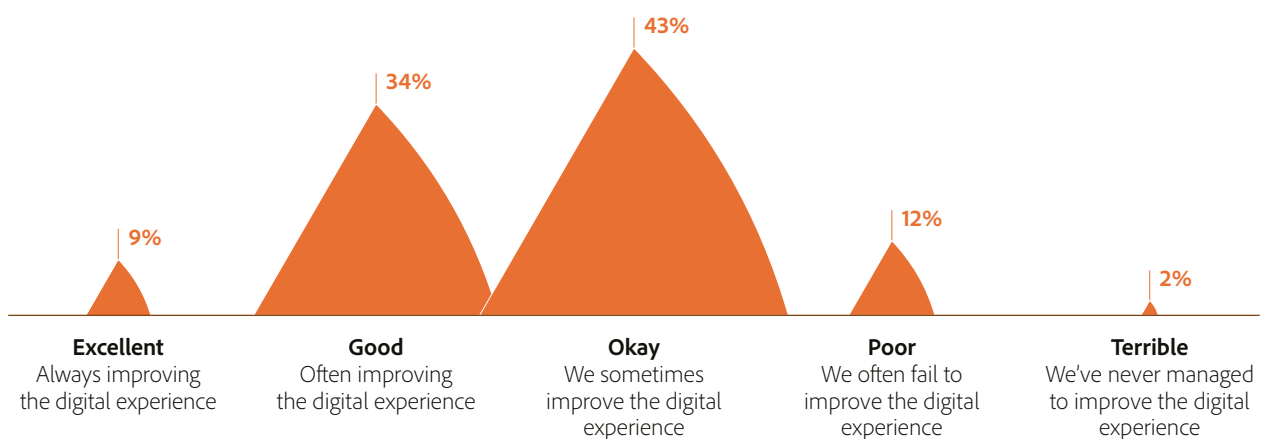 9%
34%
43%
12%
2%
Excellent
Always improving
the digital experience
Good
Often improving
the digital experience
Okay
We sometimes
improve the digital
experience
Poor
We often fail to
improve the digital
experience
Terrible
We’ve never managed
to improve the digital
experience